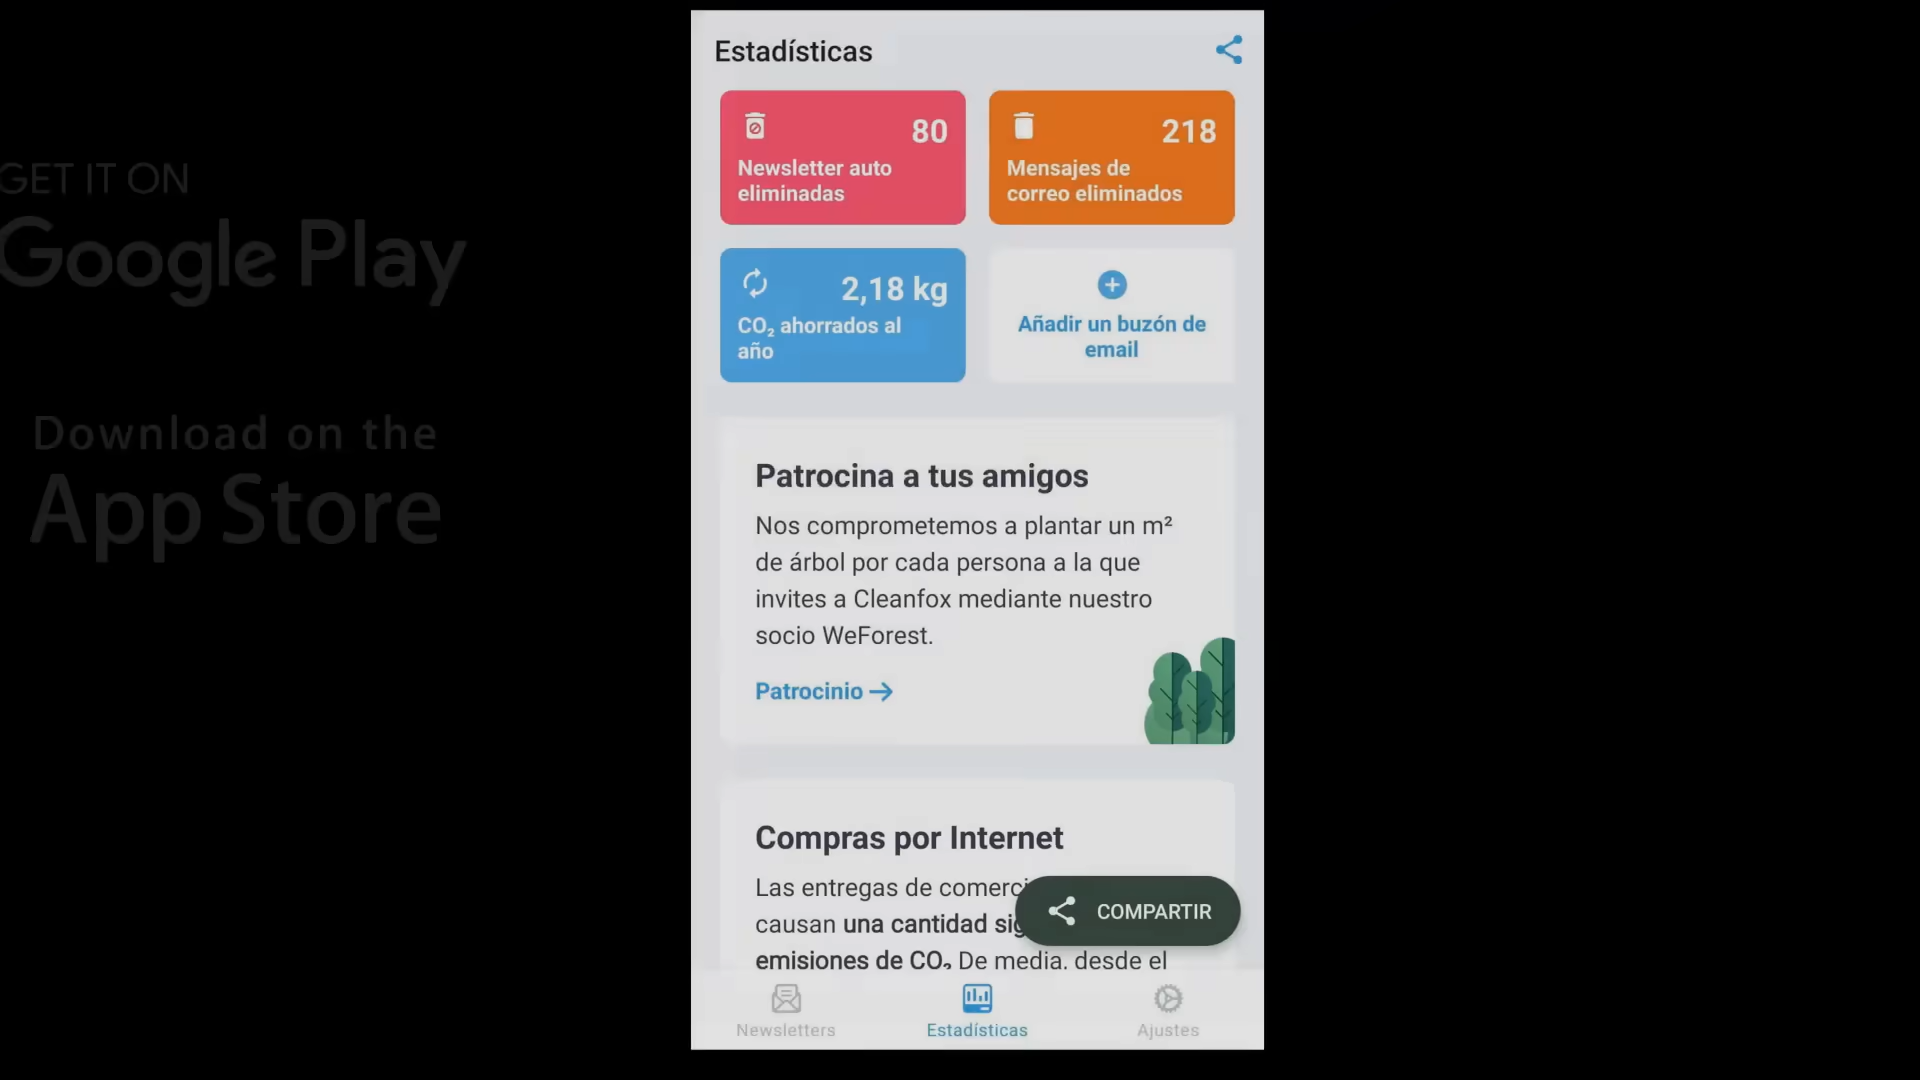 GET IT ON
Google Play
Download on the
App Store
Estadísticas
80
Newsletter auto
eliminadas
218
Mensajes de
correo eliminados
2,18 kg
CO₂ ahorrados al
año
Añadir un buzón de
email
Patrocina a tus amigos
Nos comprometemos a plantar un m²
de árbol por cada persona a la que
invites a Cleanfox mediante nuestro
socio WeForest.
Patrocinio
Compras por Internet
Las entregas de comerci
causan una cantidad sig
COMPARTIR
emisiones de CO₂ De media, desde el
Newsletters
Estadísticas
Ajustes